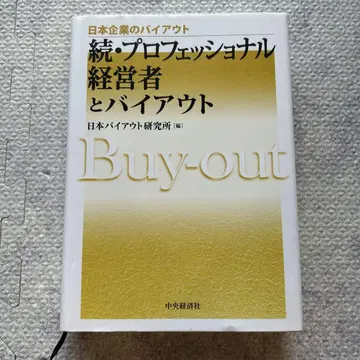 日本企業のバイアウト
続・プロフェッショナル
経営者
とバイアウト
日本バイアウト研究所［編］
Buy-out
中央経済社